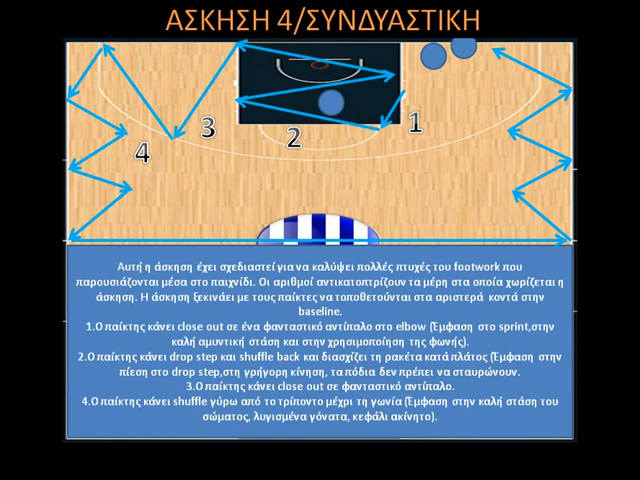 ΑΣΚΗΣΗ 4/ΣΥΝΔΥΑΣΤΙΚΗ
1
3
2
4
Αυτή η άσκηση έχει σχεδιαστεί για να καλύψει πολλές πτυχές του footwork που
παρουσιάζονται μέσα στο παιχνίδι. Οι αριθμοί αντικατοπτρίζουν τα μέρη στα οποία χωρίζεται η
άσκηση. Η άσκηση ξεκινάει με τους παίκτες να τοποθετούνται στα αριστερά κοντά στην
baseline.
1.Ο παίκτης κάνει close out σε ένα φανταστικό αντίπαλο στο elbow (Έμφαση στο sprint,στην
καλή αμυντική στάση και στην χρησιμοποίηση της φωνής).
2.Ο παίκτης κάνει drop step και shuffle back και διασχίζει τη ρακέτα κατά πλάτος (Έμφαση στην
πίεση στο drop step,στη γρήγορη κίνηση, τα πόδια δεν πρέπει να σταυρώνουν.
3.Ο παίκτης κάνει close out σε φανταστικό αντίπαλο.
4.Ο παίκτης κάνει shuffle γύρω από το τρίποντο μέχρι τη γωνία (Έμφαση στην καλή στάση του
σώματος, λυγισμένα γόνατα, κεφάλι ακίνητο).